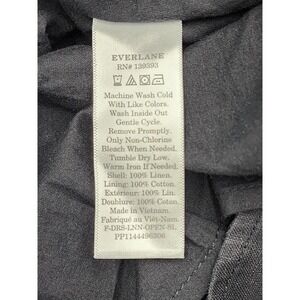 EVERLANE
RN# 139393
Machine Wash Cold
With Like Colors.
Wash Inside Out
Gentle Cycle.
Remove Promptly.
Only Non-Chlorine
Bleach When Needed.
Tumble Dry Low.
Warm Iron If Needed.
Shell: 100% Linen.
Lining: 100% Cotton.
Extérieur: 100% Lin.
Doublure: 100% Coton.
Made in Vietnam.
Fabriqué au Viêt-Nam.
F-DRS-LNN-OPEN-SL
PP1144496306